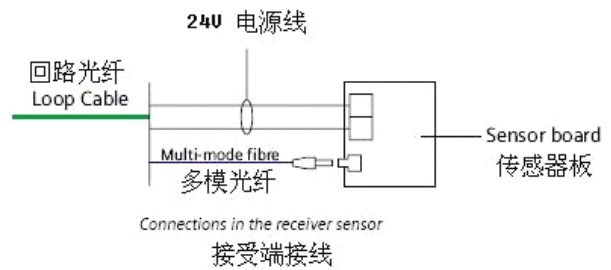 24V 电源线
回路光纤
Loop Cable
Multi-mode fibre
多模光纤
Sensor board
传感器板
Connections in the receiver sensor
接受端接线